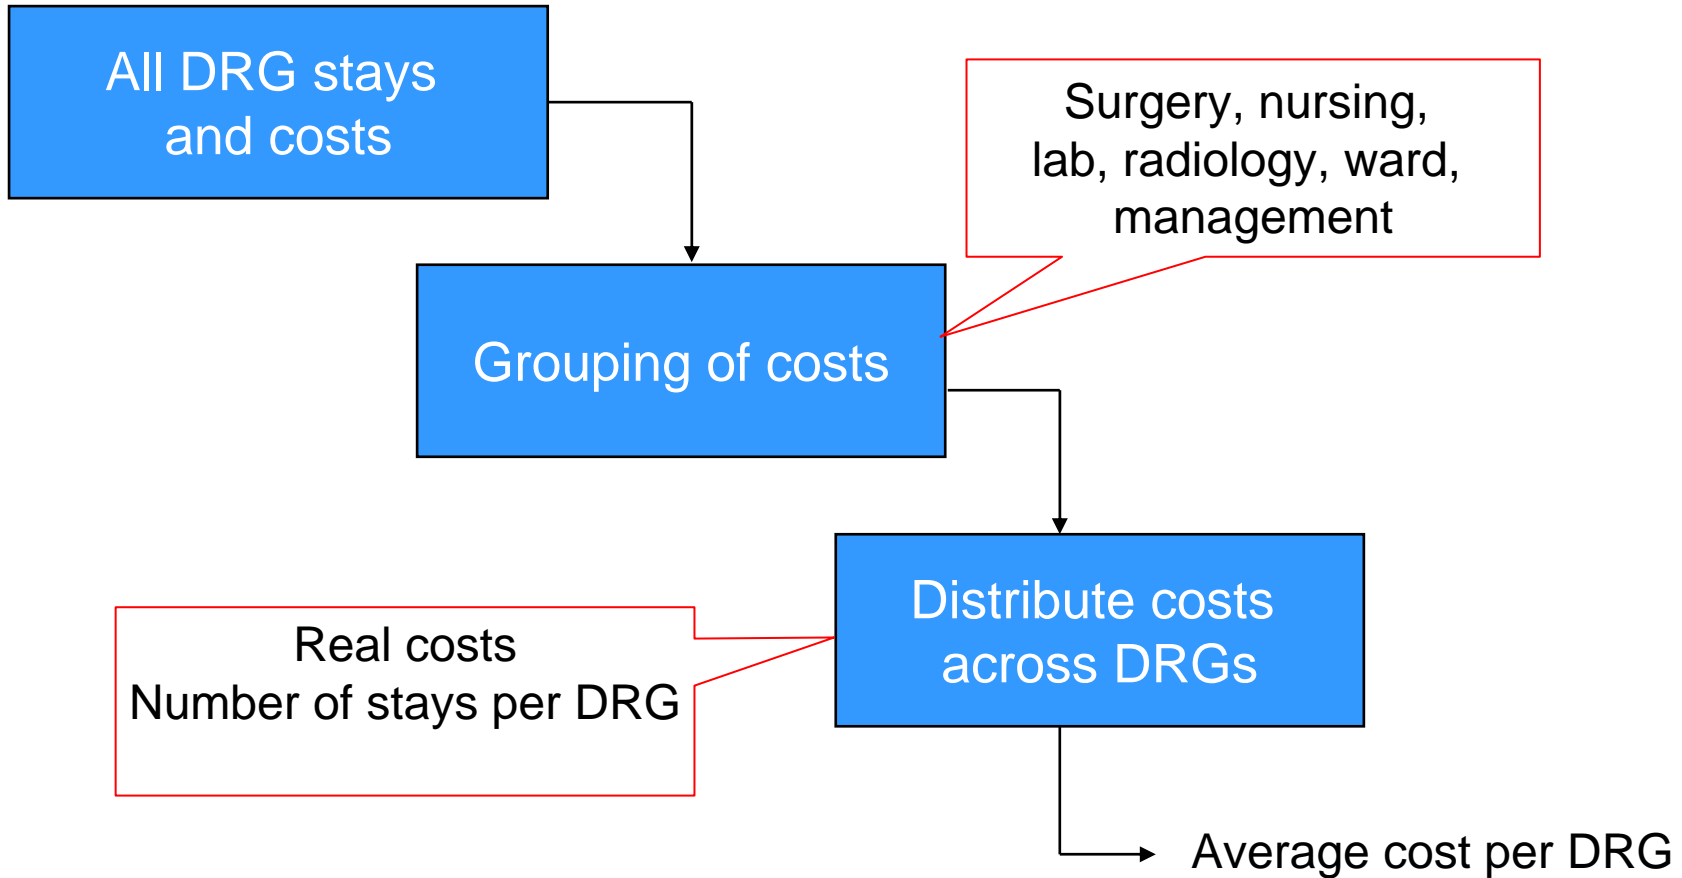 All DRG stays
and costs
Surgery, nursing,
lab, radiology, ward,
management
Grouping of costs
Distribute costs
across DRGs
Real costs
Number of stays per DRG
Average cost per DRG